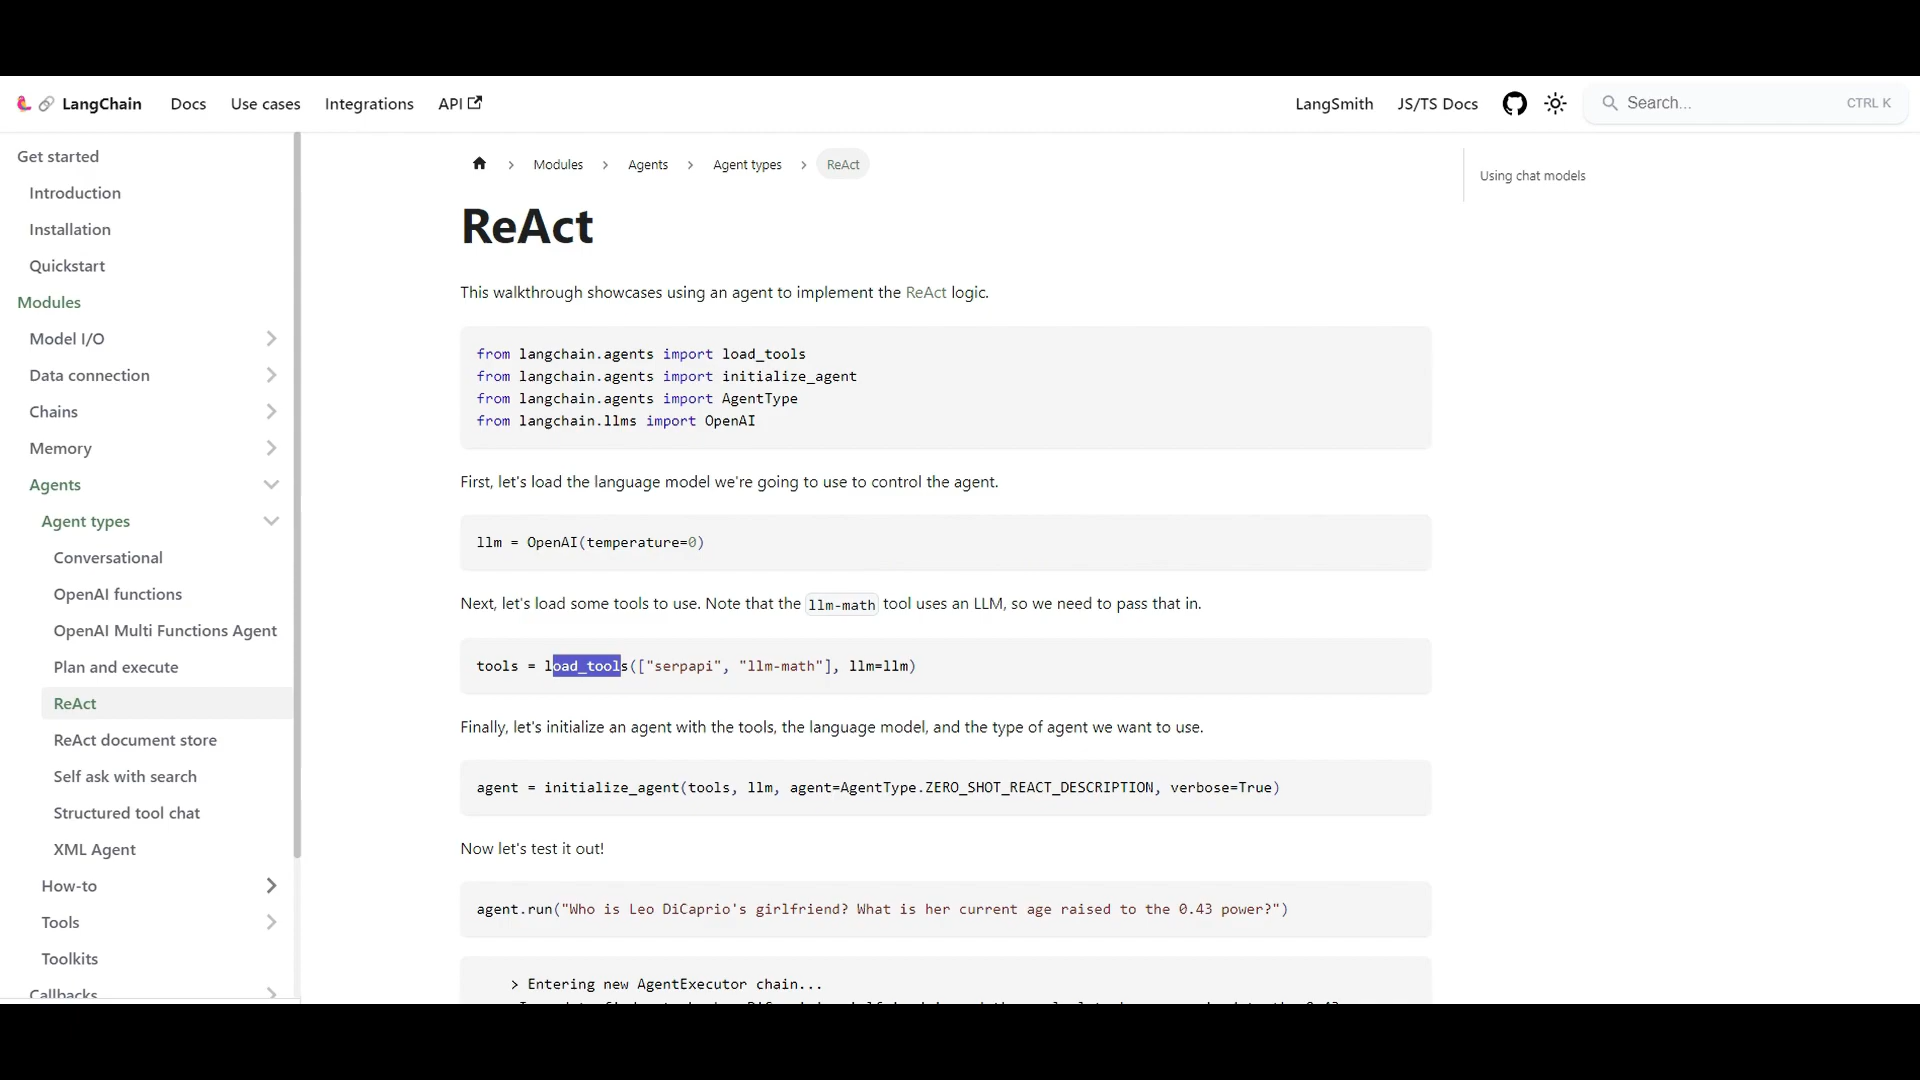 LangChain Docs Use cases Integrations API LangSmith JS/TS Docs Search... CTRL K
Get started
Introduction
Installation
Quickstart
Modules
Model I/O
Data connection
Chains
Memory
Agents
Agent types
Conversational
OpenAI functions
OpenAI Multi Functions Agent
Plan and execute
ReAct
ReAct document store
Self ask with search
Structured tool chat
XML Agent
How-to
Tools
Toolkits
Callbacks
Modules > Agents > Agent types > ReAct
ReAct
This walkthrough showcases using an agent to implement the ReAct logic.
from langchain.agents import load_tools
from langchain.agents import initialize_agent
from langchain.agents import AgentType
from langchain.llms import OpenAI
First, let's load the language model we're going to use to control the agent.
llm = OpenAI(temperature=0)
Next, let's load some tools to use. Note that the llm-math tool uses an LLM, so we need to pass that in.
tools = load_tools(["serpapi", "llm-math"], llm=llm)
Finally, let's initialize an agent with the tools, the language model, and the type of agent we want to use.
agent = initialize_agent(tools, llm, agent=AgentType.ZERO_SHOT_REACT_DESCRIPTION, verbose=True)
Now let's test it out!
agent.run("Who is Leo DiCaprio's girlfriend? What is her current age raised to the 0.43 power?")
> Entering new AgentExecutor chain...
Using chat models